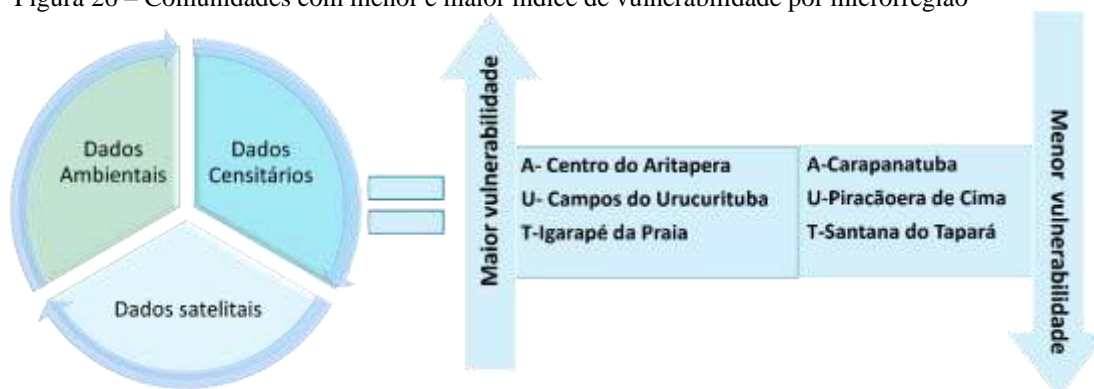 Figura 26 – Comunidades com menor e maior índice de vulnerabilidade por microrregião
Dados
Ambientais
Dados
Censitários
Dados satelitais
Maior vulnerabilidade
A- Centro do Aritapera
U- Campos do Urucurituba
T-Igarapé da Praia
A-Carapanatuba
U-Piracãoera de Cima
T-Santana do Tapará
Menor vulnerabilidade